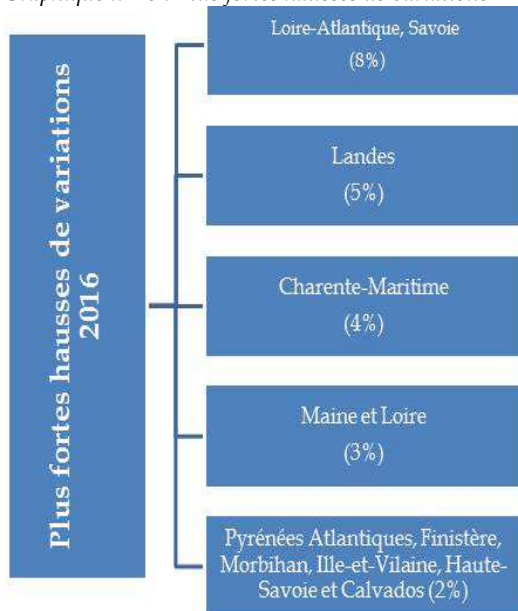 Plus fortes hausses de variations
2016
Loire-Atlantique, Savoie
(8%)
Landes
(5%)
Charente-Maritime
(4%)
Maine et Loire
(3%)
Pyrénées Atlantiques, Finistère,
Morbihan, Ille-et-Vilaine, Haute-
Savoie et Calvados (2%)